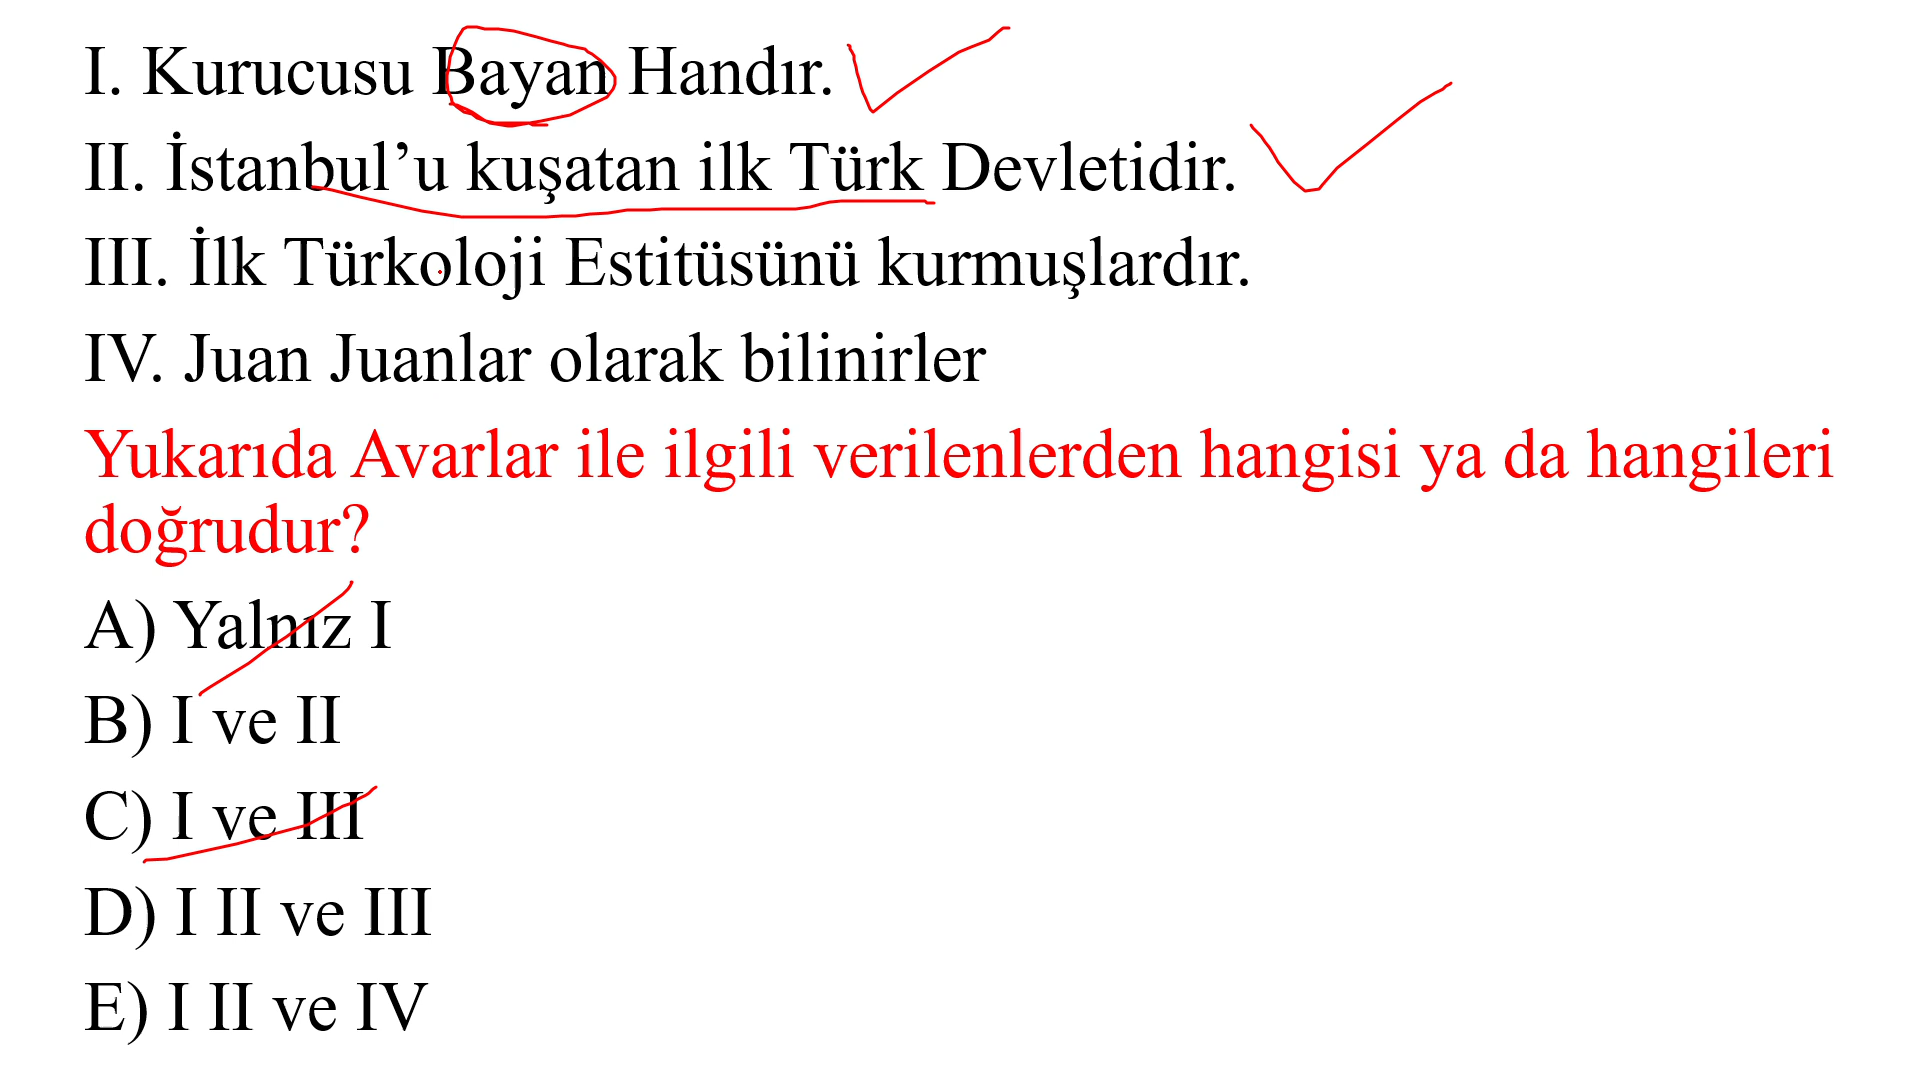 I. Kurucusu Bayan Handır.
II. İstanbul’u kuşatan ilk Türk Devletidir.
III. İlk Türkoloji Estitüsünü kurmuşlardır.
IV. Juan Juanlar olarak bilinirler
Yukarıda Avarlar ile ilgili verilenlerden hangisi ya da hangileri
doğrudur?
A) Yalnız I
B) I ve II
C) I ve III
D) I II ve III
E) I II ve IV